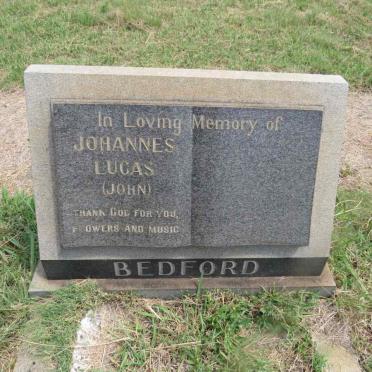 In Loving Memory of
JOHANNES
LUCAS
(JOHN)
THANK GOD FOR YOU,
FLOWERS AND MUSIC
BEDFORD